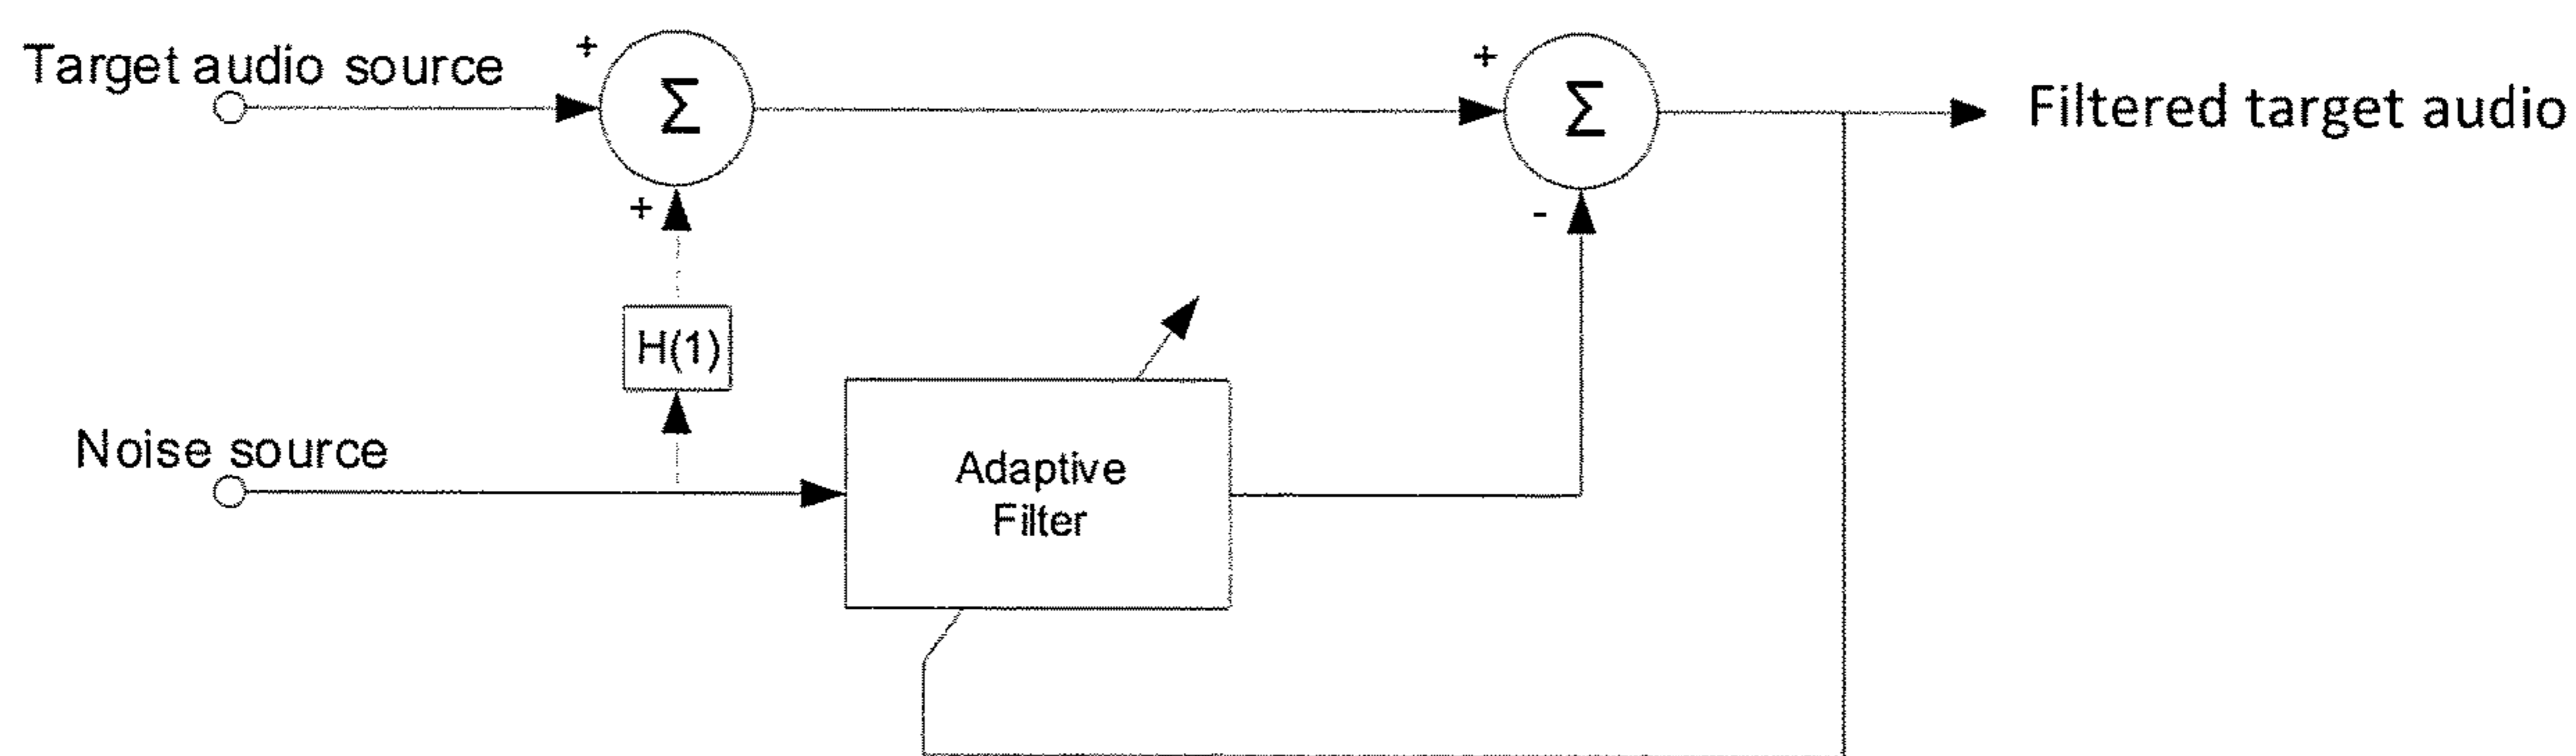 Target audio source
+
Σ
+
Σ
Filtered target audio
+
-
H(1)
Noise source
Adaptive
Filter